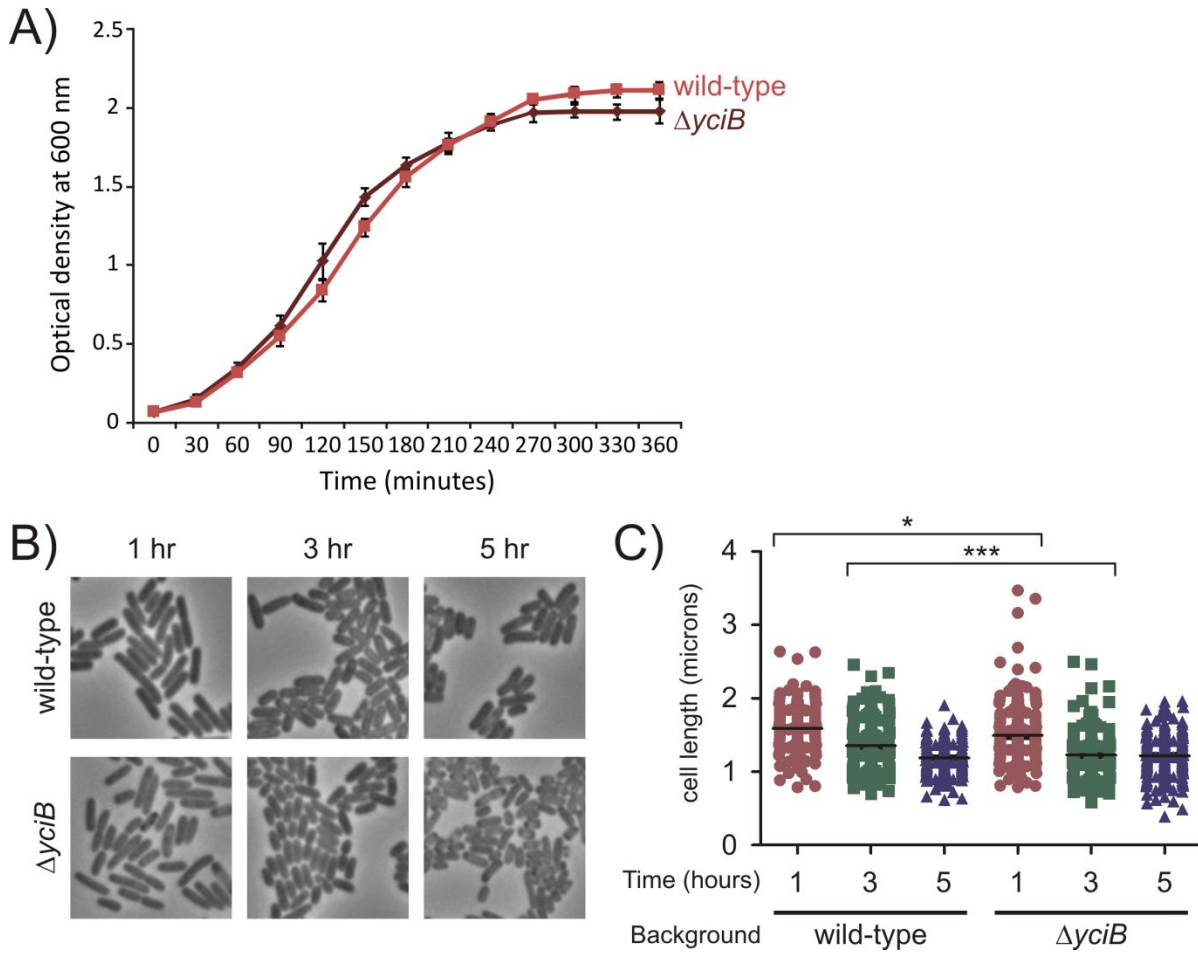 A)
2.5
2
1.5
1
0.5
0
Optical density at 600 nm
wild-type
ΔyciB
0 30 60 90 120 150 180 210 240 270 300 330 360
Time (minutes)
B)
1 hr 3 hr 5 hr
wild-type
ΔyciB
C)
* 
***
4
3
2
1
0
cell length (microns)
Time (hours) 1 3 5 1 3 5
Background wild-type ΔyciB